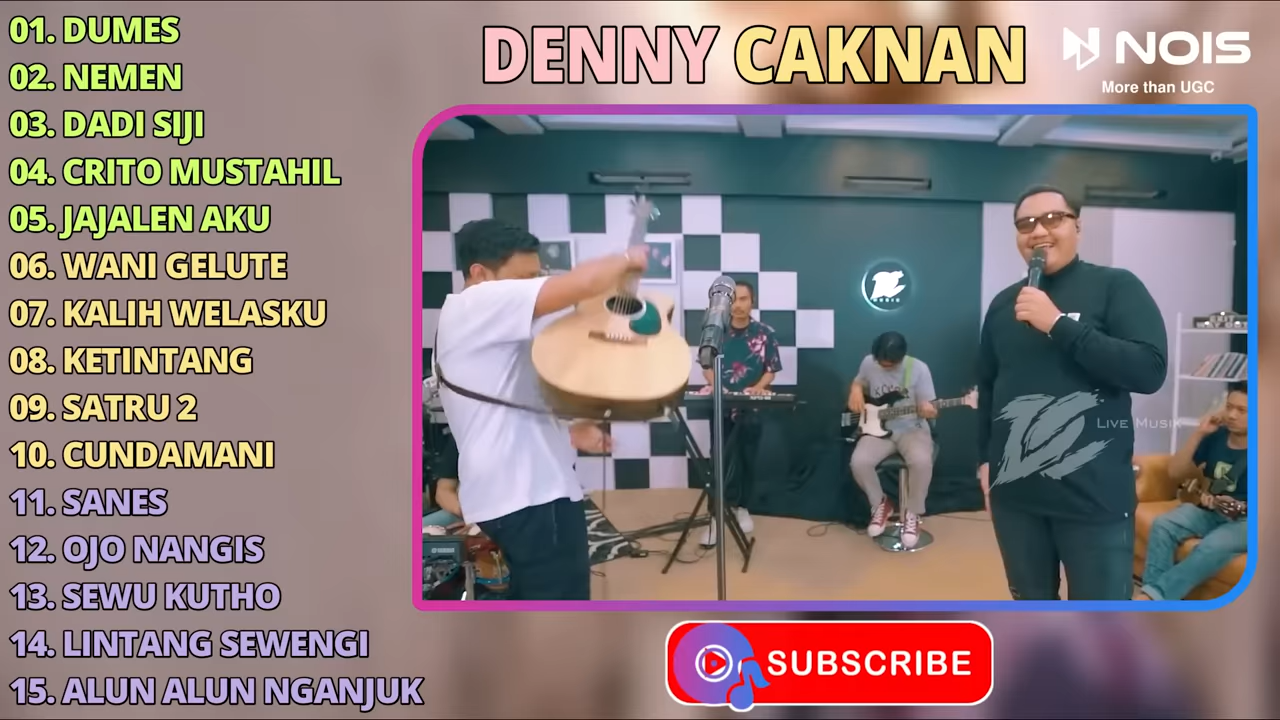 01. DUMES
02. NEMEN
03. DADI SIJI
04. CRITO MUSTAHIL
05. JAJALEN AKU
06. WANI GELUTE
07. KALIH WELASKU
08. KETINTANG
09. SATRU 2
10. CUNDAMANI
11. SANES
12. OJO NANGIS
13. SEWU KUTHO
14. LINTANG SEWENGI
15. ALUN ALUN NGANJUK
DENNY CAKNAN
NOIS
More than UGC
MUSIC
LIVE MUSIK
SUBSCRIBE